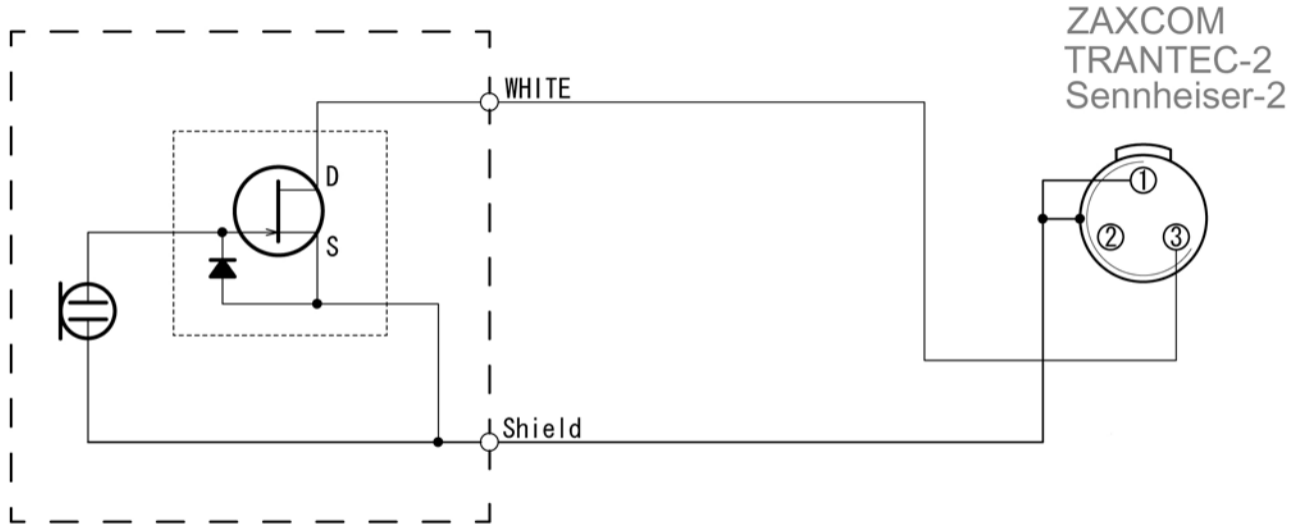 ZAXCOM
TRANTEC-2
Sennheiser-2
WHITE
D
S
①
②
③
Shield